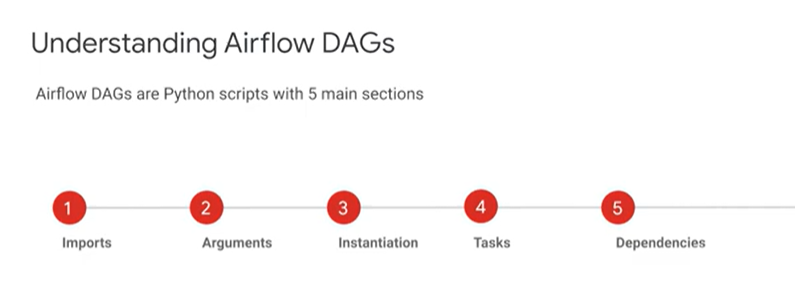 Understanding Airflow DAGs
Airflow DAGs are Python scripts with 5 main sections
1 2 3 4 5
Imports Arguments Instantiation Tasks Dependencies